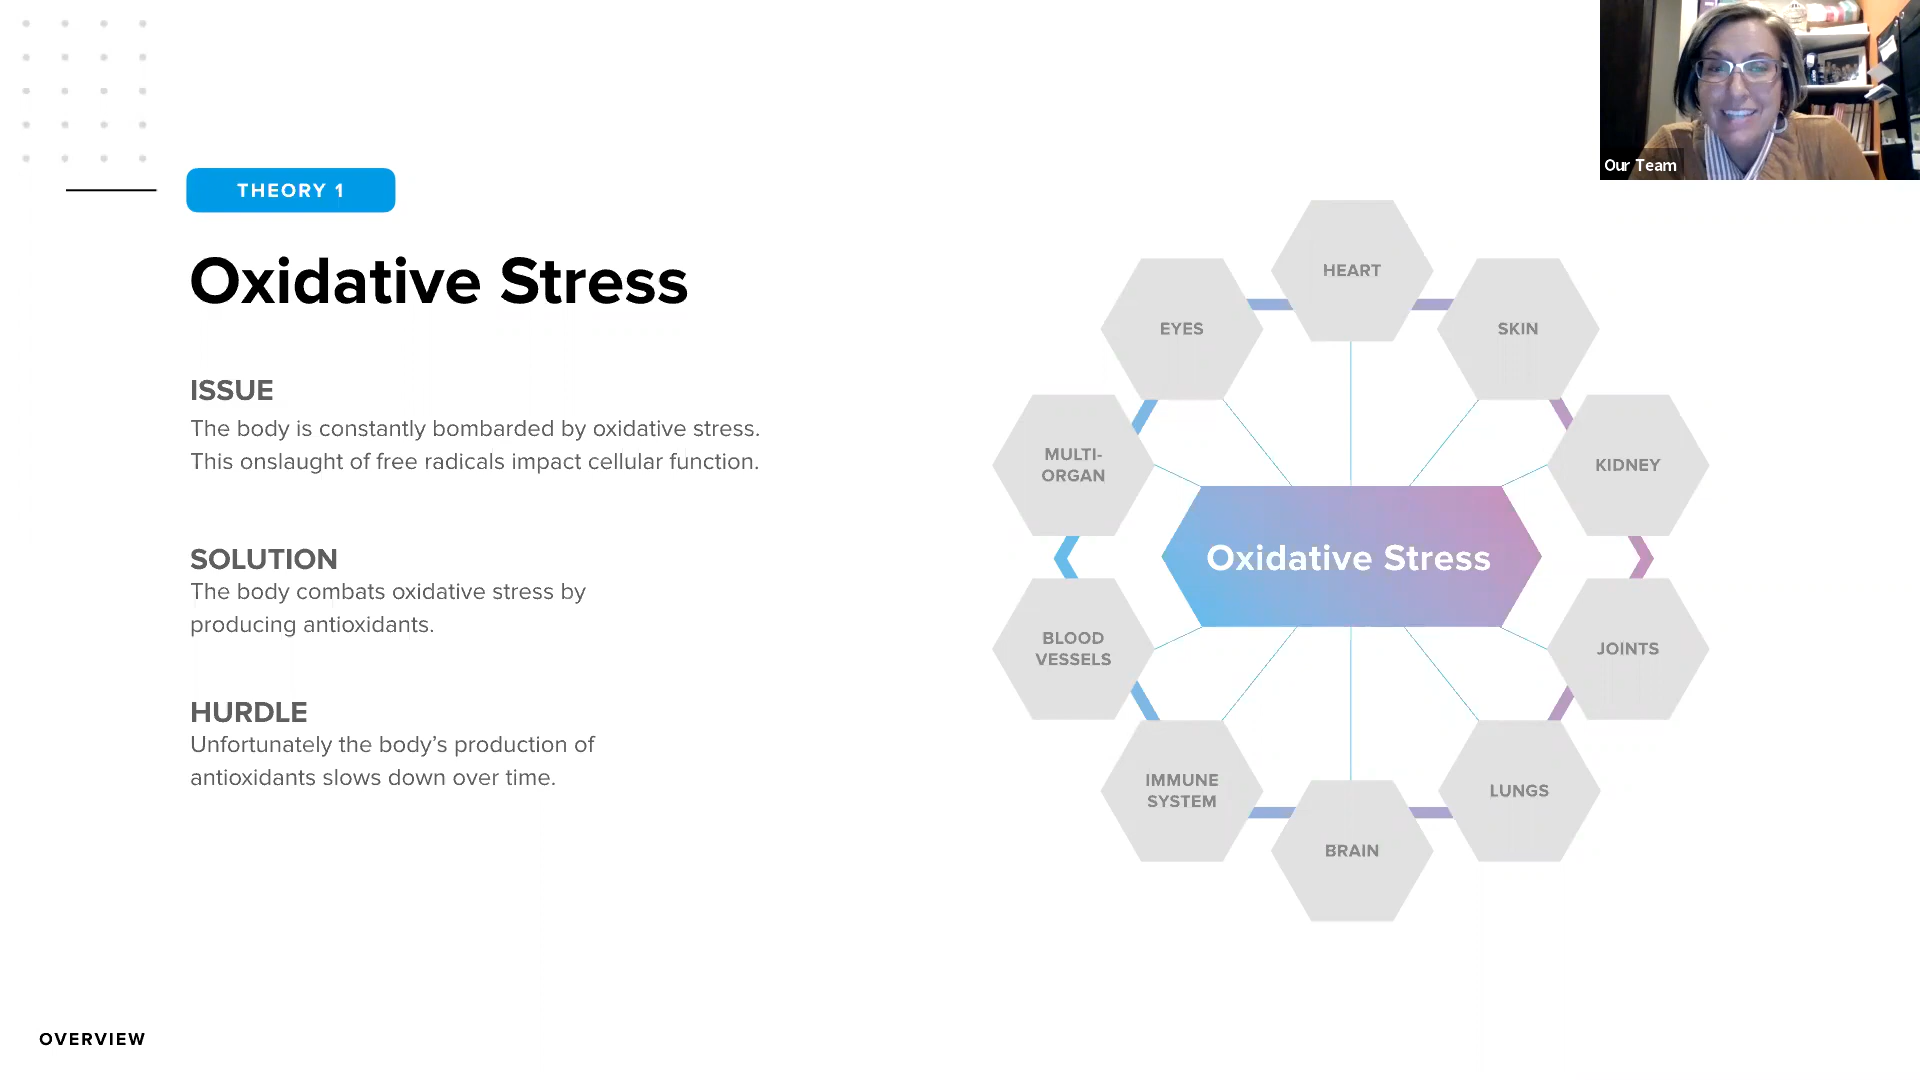 Our Team
THEORY 1
Oxidative Stress
ISSUE
The body is constantly bombarded by oxidative stress.
This onslaught of free radicals impact cellular function.
SOLUTION
The body combats oxidative stress by
producing antioxidants.
HURDLE
Unfortunately the body’s production of
antioxidants slows down over time.
HEART
EYES
SKIN
MULTI-
ORGAN
KIDNEY
Oxidative Stress
BLOOD
VESSELS
JOINTS
IMMUNE
SYSTEM
LUNGS
BRAIN
OVERVIEW